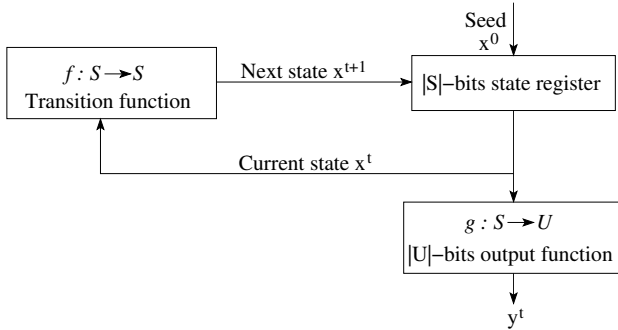 Seed
x⁰
f : S→S
Transition function
Next state xᵗ⁺¹
|S|−bits state register
Current state xᵗ
g : S→U
|U|−bits output function
yᵗ